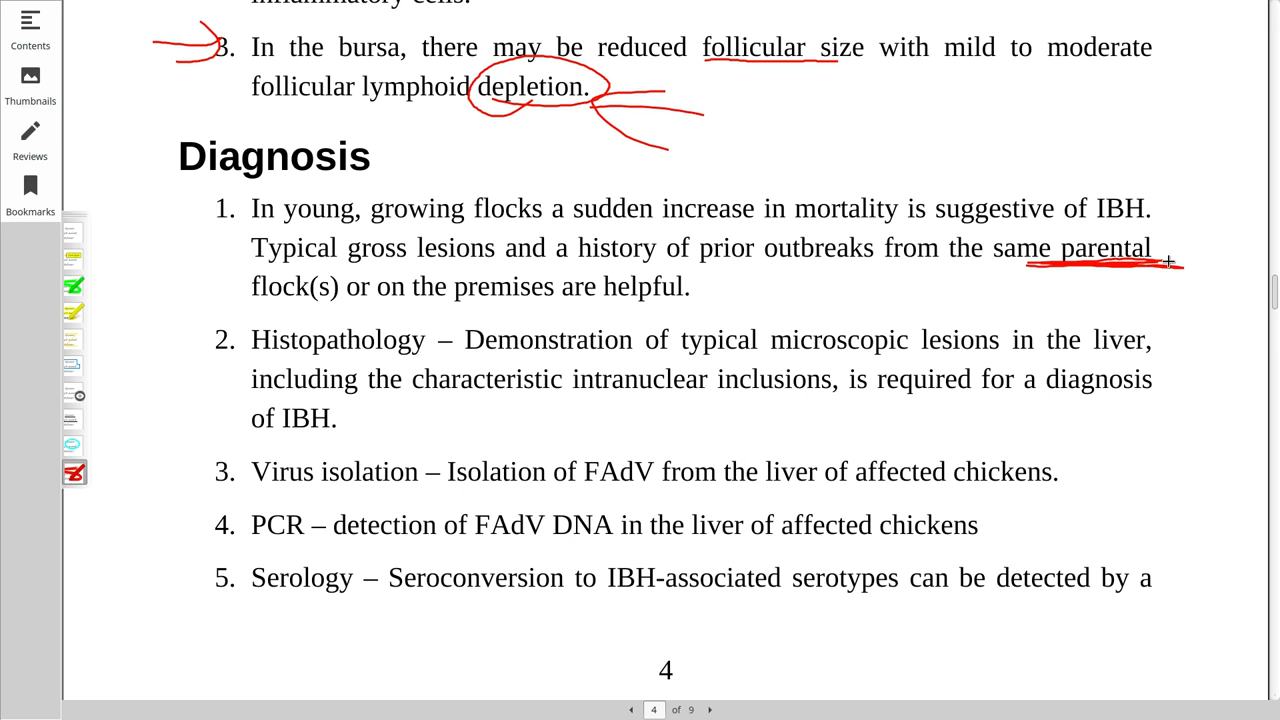 Contents
Thumbnails
Reviews
Bookmarks
3. In the bursa, there may be reduced follicular size with mild to moderate
follicular lymphoid depletion.
Diagnosis
1. In young, growing flocks a sudden increase in mortality is suggestive of IBH.
Typical gross lesions and a history of prior outbreaks from the same parental
flock(s) or on the premises are helpful.
2. Histopathology – Demonstration of typical microscopic lesions in the liver,
including the characteristic intranuclear inclusions, is required for a diagnosis
of IBH.
3. Virus isolation – Isolation of FAdV from the liver of affected chickens.
4. PCR – detection of FAdV DNA in the liver of affected chickens
5. Serology – Seroconversion to IBH-associated serotypes can be detected by a
4
4 of 9